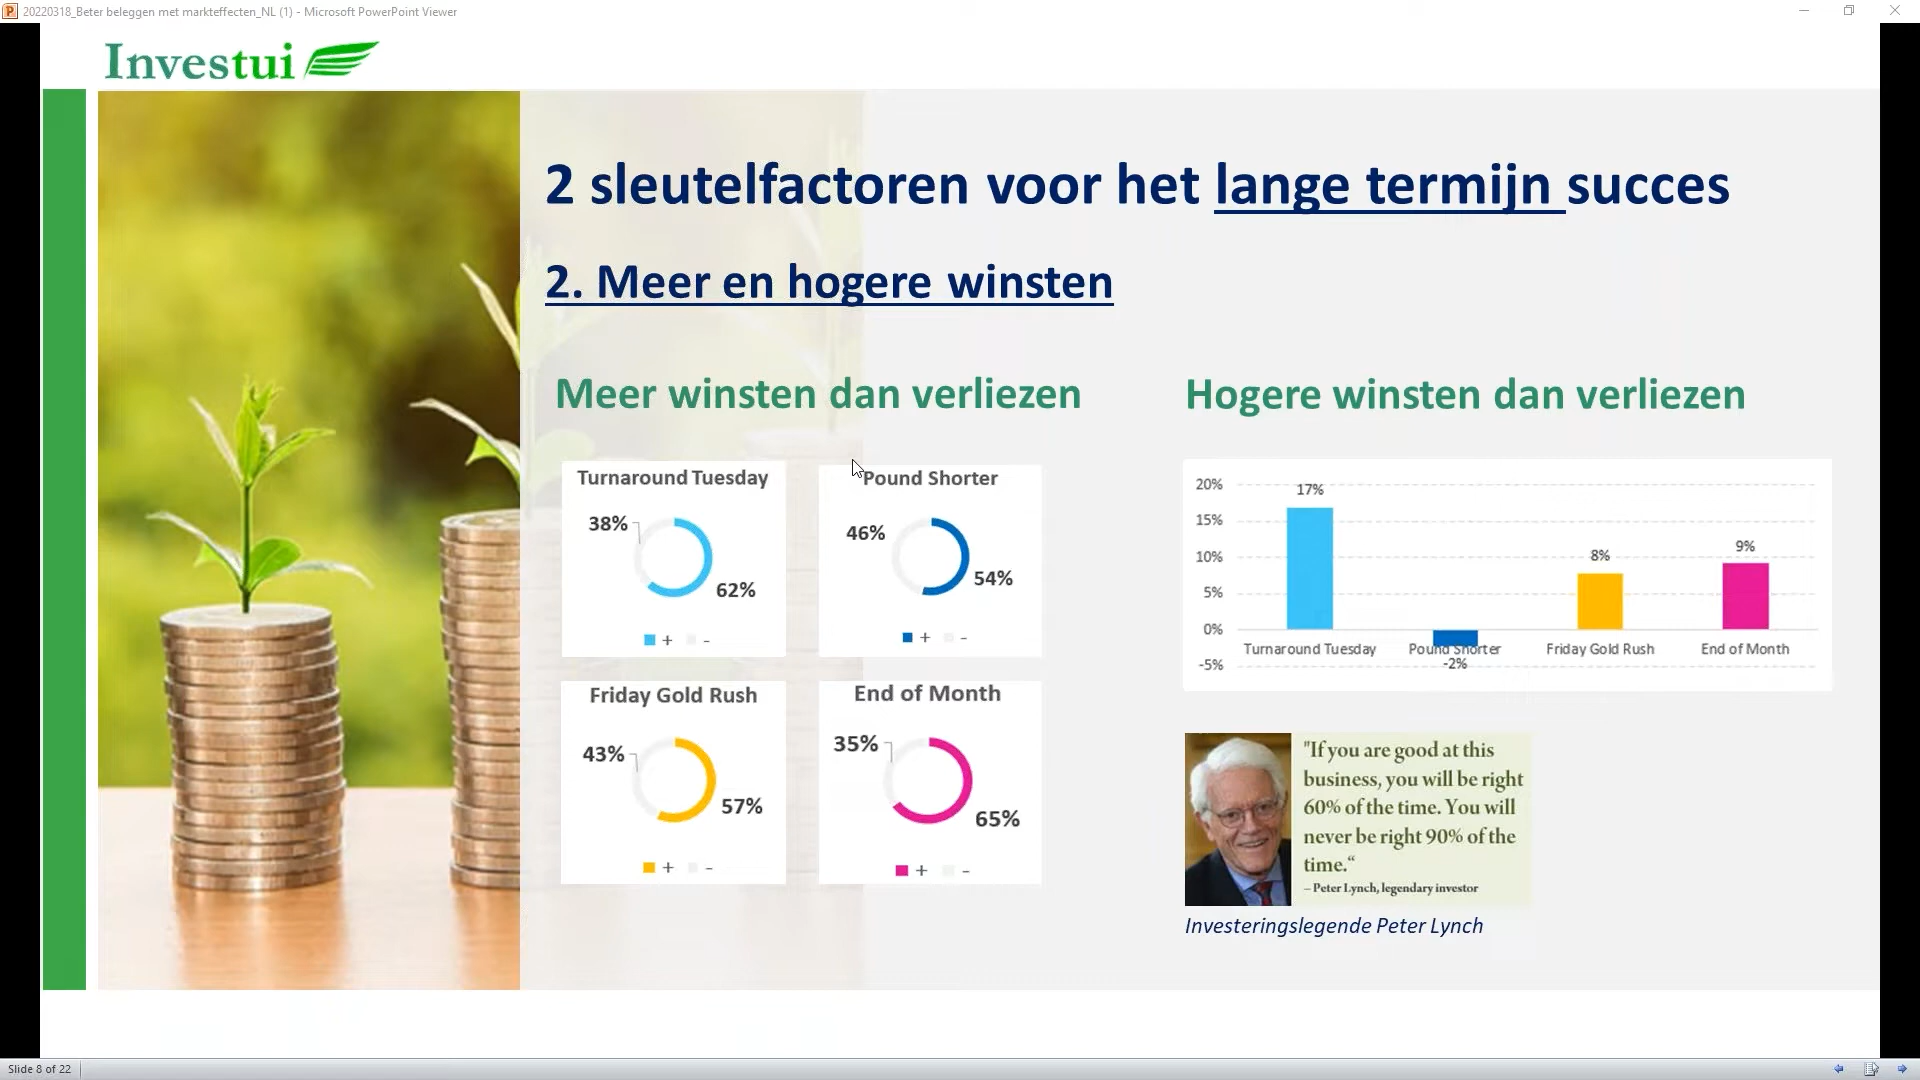 20220318_Beter beleggen met markteffecten_NL (1) - Microsoft PowerPoint Viewer
Investui
2 sleutelfactoren voor het lange termijn succes
2. Meer en hogere winsten
Meer winsten dan verliezen
Turnaround Tuesday
38%
62%
+ -
Pound Shorter
46%
54%
+ -
Friday Gold Rush
43%
57%
+ -
End of Month
35%
65%
+ -
Hogere winsten dan verliezen
20%
15%
10%
5%
0%
-5%
17%
-2%
8%
9%
Turnaround Tuesday
Pound Shorter
Friday Gold Rush
End of Month
"If you are good at this
business, you will be right
60% of the time. You will
never be right 90% of the
time.“
– Peter Lynch, legendary investor
Investeringslegende Peter Lynch
Slide 8 of 22